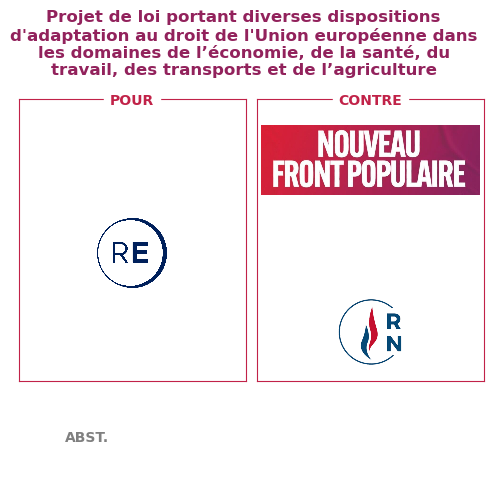 Projet de loi portant diverses dispositions
d'adaptation au droit de l'Union européenne dans
les domaines de l’économie, de la santé, du
travail, des transports et de l’agriculture
POUR
CONTRE
NOUVEAU
FRONT POPULAIRE
RE
R
N
ABST.